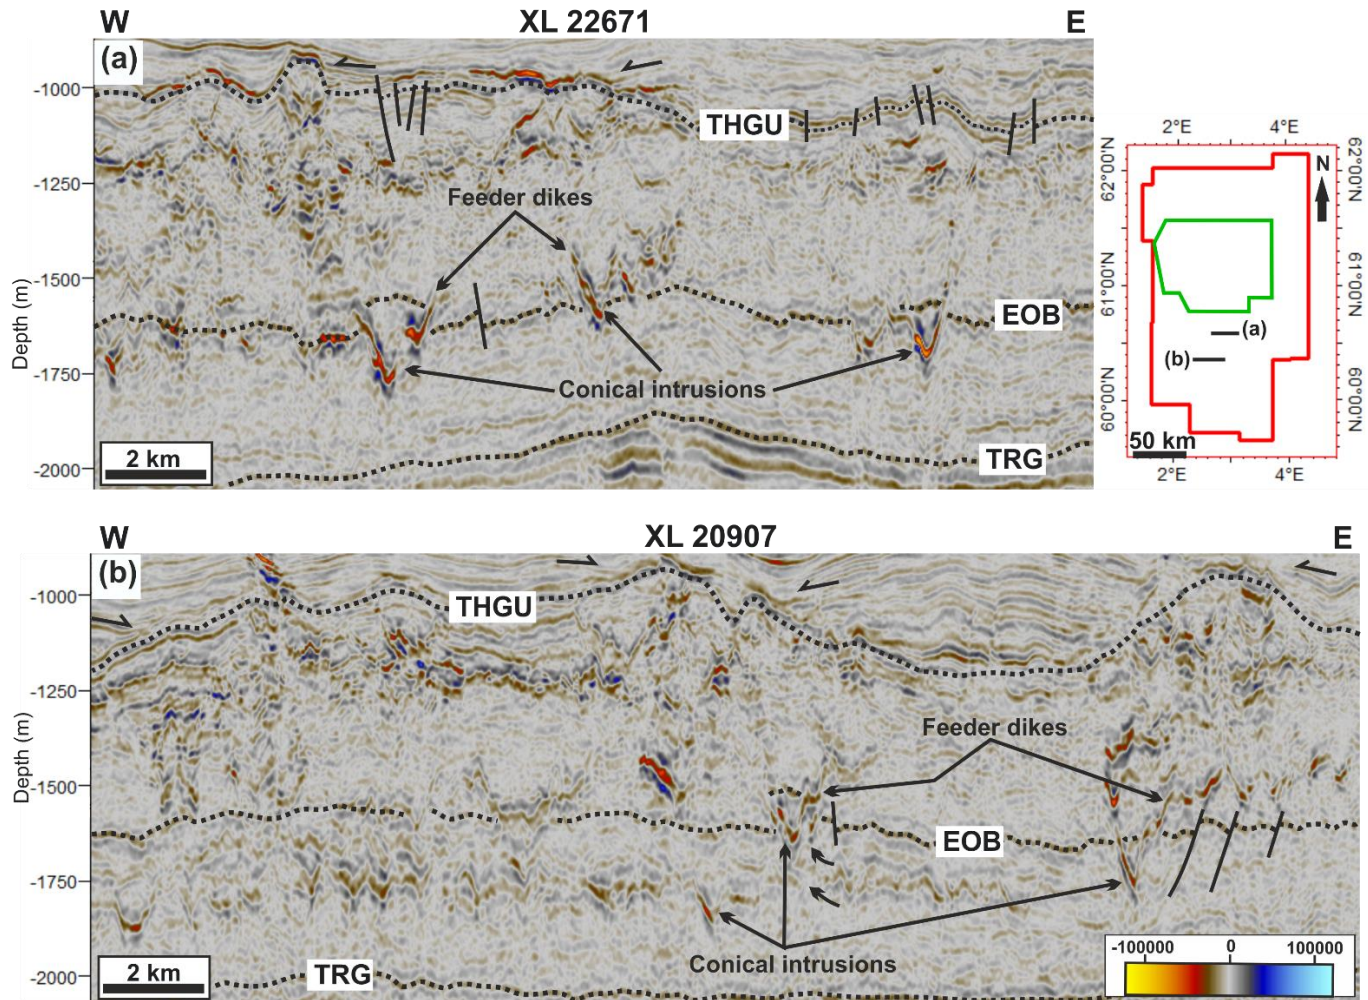 W XL 22671 E
(a)
-1000
THGU
-1250
Feeder dikes
-1500
EOB
Depth (m)
Conical intrusions
-1750
TRG
2 km
-2000
2°E 4°E
62°00'N
61°00'N
60°00'N
N
62°00'N
61°00'N
60°00'N
(a)
(b)
50 km
2°E 4°E
W XL 20907 E
(b)
-1000
THGU
-1250
Feeder dikes
-1500
Depth (m)
EOB
-1750
Conical intrusions
-2000
TRG
2 km
-100000 0 100000